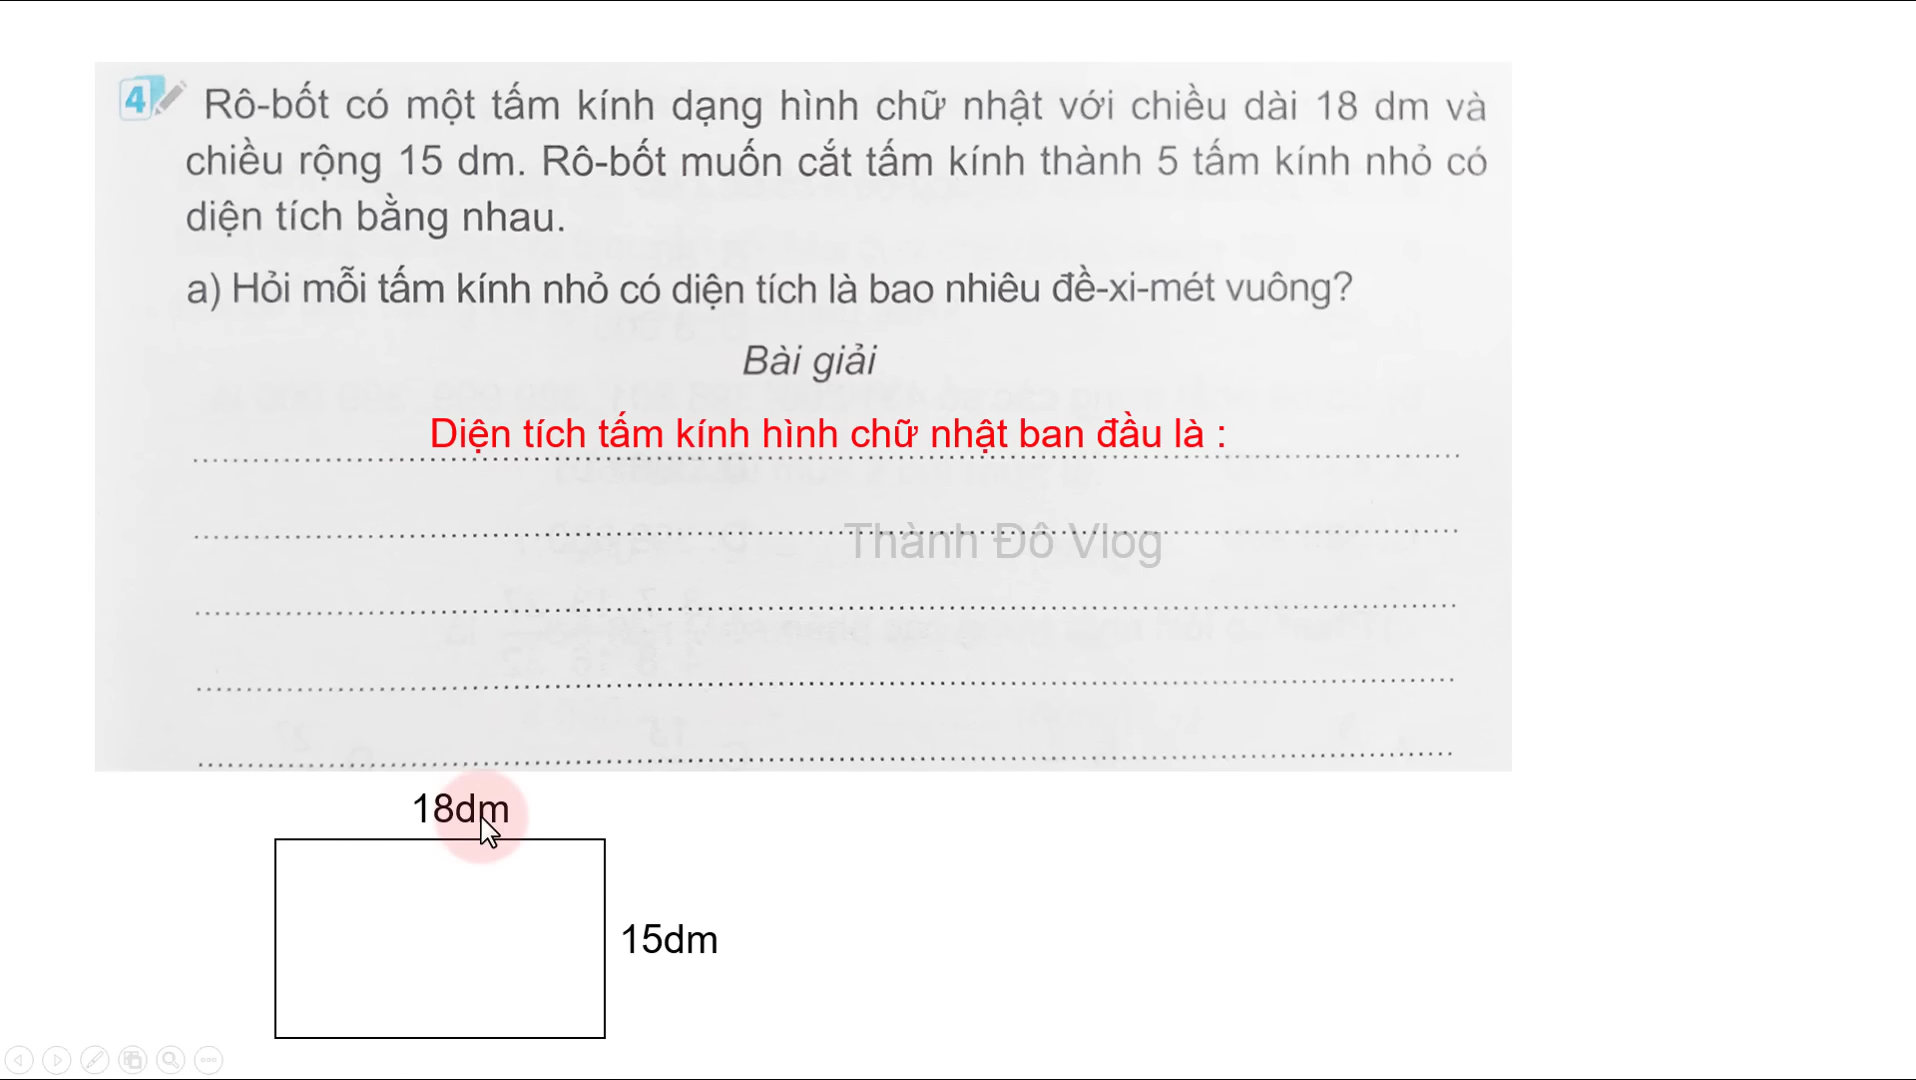 4 Rô-bốt có một tấm kính dạng hình chữ nhật với chiều dài 18 dm và
chiều rộng 15 dm. Rô-bốt muốn cắt tấm kính thành 5 tấm kính nhỏ có
diện tích bằng nhau.
a) Hỏi mỗi tấm kính nhỏ có diện tích là bao nhiêu đề-xi-mét vuông?
Bài giải
Diện tích tấm kính hình chữ nhật ban đầu là :
Thành Đô Vlog
18dm
15dm